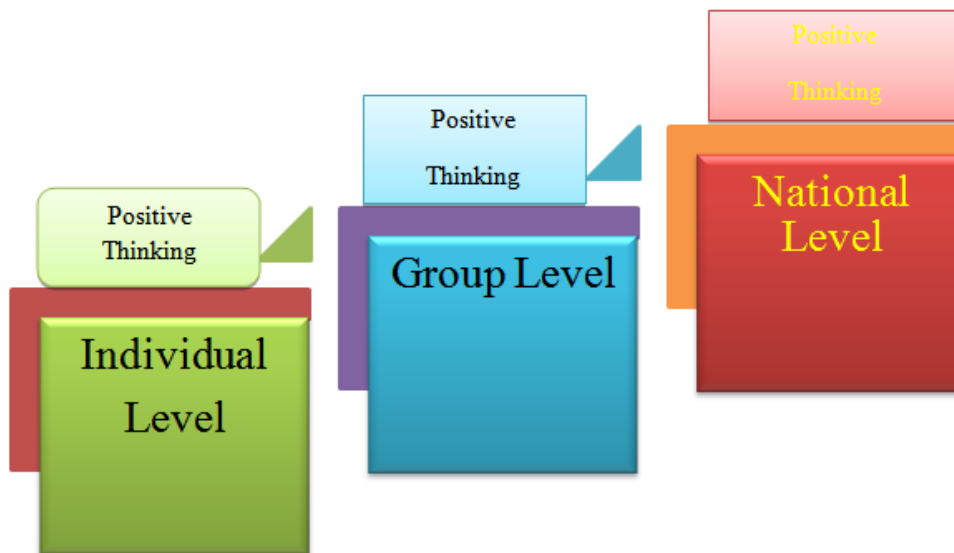 Positive
Thinking
Individual
Level
Positive
Thinking
Group Level
Positive
Thinking
National
Level